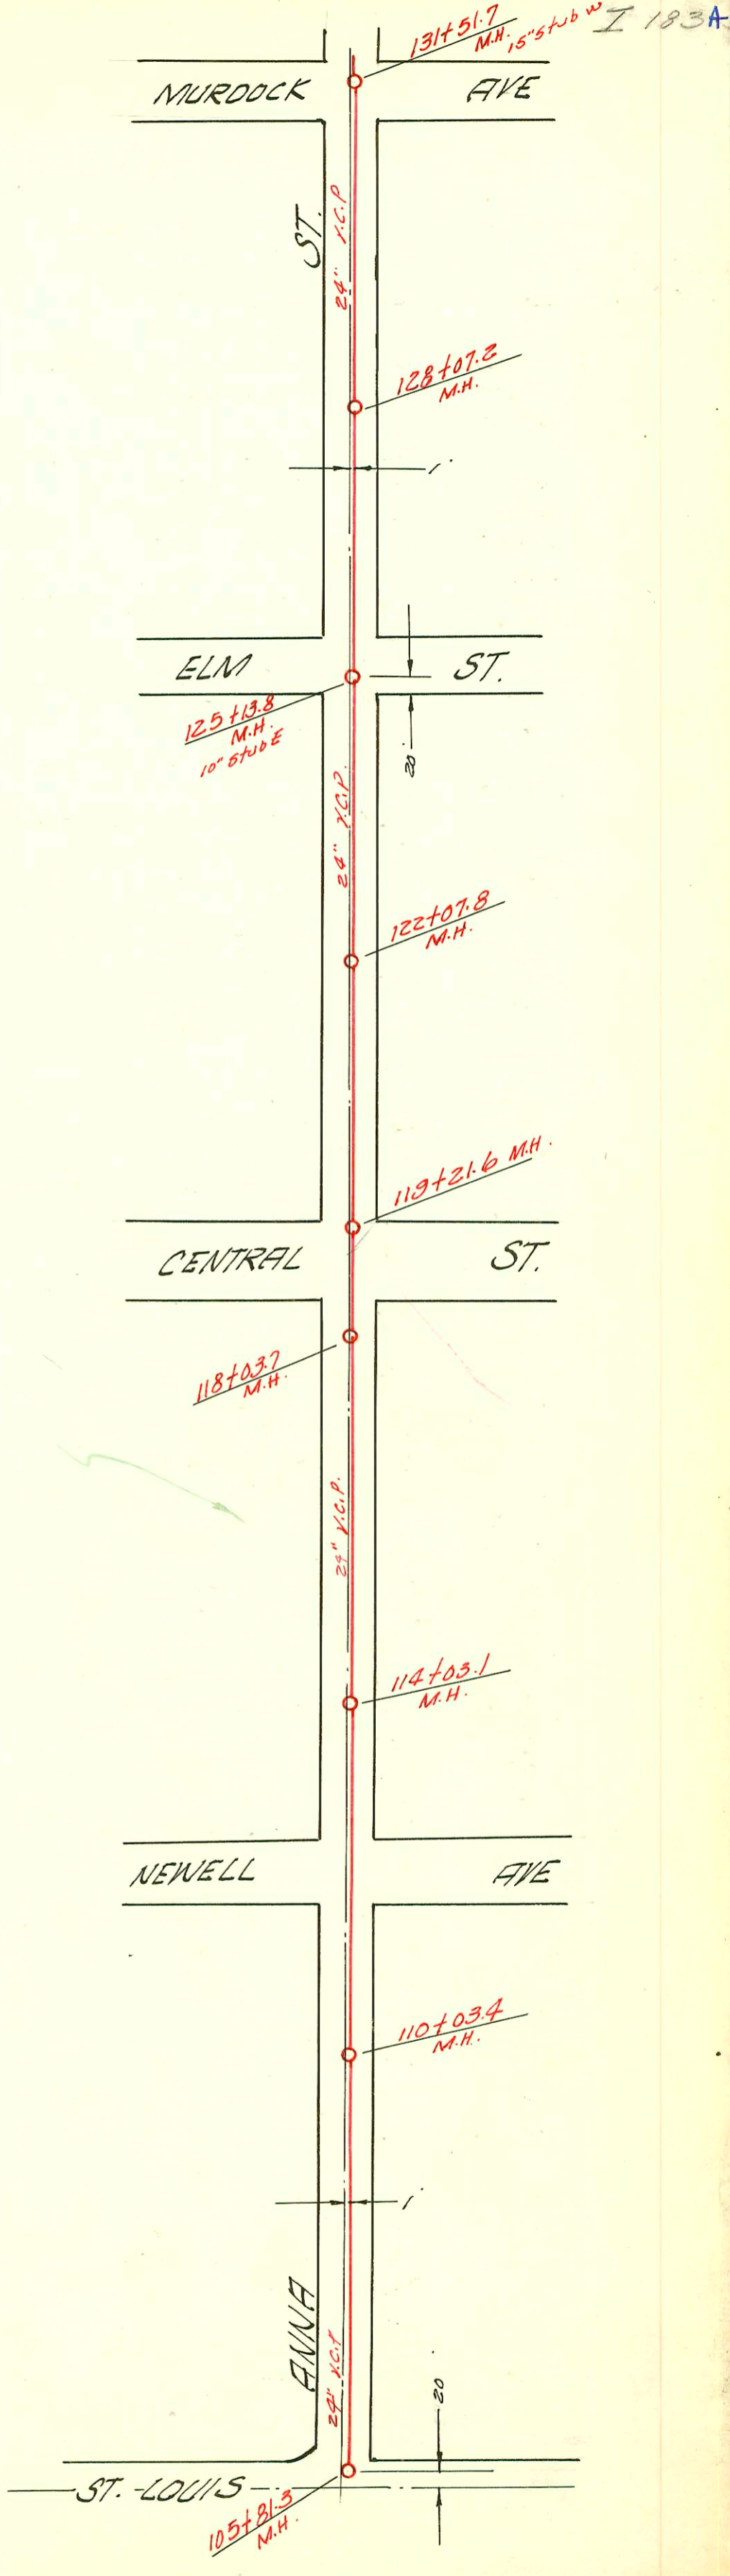 I 183A
131+51.7
M.H. 15" stub W
MURDOCK AVE
ST.
24" V.C.P
128+07.2
M.H.
1'
ELM ST.
125+13.8
M.H.
10" stub E
20'
24" V.C.P.
122+07.8
M.H.
119+21.6 M.H.
CENTRAL ST.
118+03.7
M.H.
24" V.C.P.
114+03.1
M.H.
NEWELL AVE
110+03.4
M.H.
1'
ANNA
24" V.C.P
20'
ST. LOUIS
105+81.3
M.H.